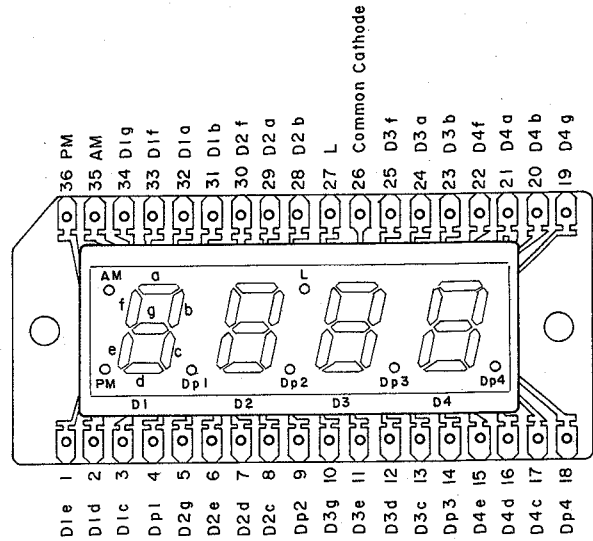 36 PM
35 AM
34 D1g
33 D1f
32 D1a
31 D1b
30 D2f
29 D2a
28 D2b
27 L
26 Common Cathode
25 D3f
24 D3a
23 D3b
22 D4f
21 D4a
20 D4b
19 D4g
AM a L
f g b
e c
PM d Dp1 Dp2 Dp3 Dp4
D1 D2 D3 D4
D1e 1
D1d 2
D1c 3
Dp1 4
D2g 5
D2e 6
D2d 7
D2c 8
Dp2 9
D3g 10
D3e 11
D3d 12
D3c 13
Dp3 14
D4e 15
D4d 16
D4c 17
Dp4 18